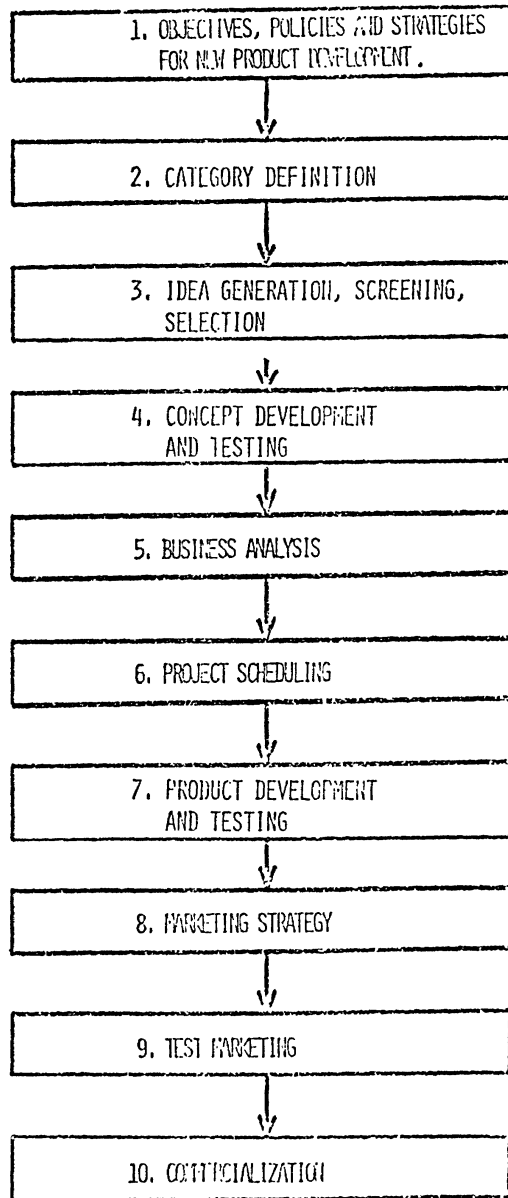 1. OBJECTIVES, POLICIES AND STRATEGIES
FOR NEW PRODUCT DEVELOPMENT.
2. CATEGORY DEFINITION
3. IDEA GENERATION, SCREENING,
SELECTION
4. CONCEPT DEVELOPMENT
AND TESTING
5. BUSINESS ANALYSIS
6. PROJECT SCHEDULING
7. PRODUCT DEVELOPMENT
AND TESTING
8. MARKETING STRATEGY
9. TEST MARKETING
10. COMMERCIALIZATION